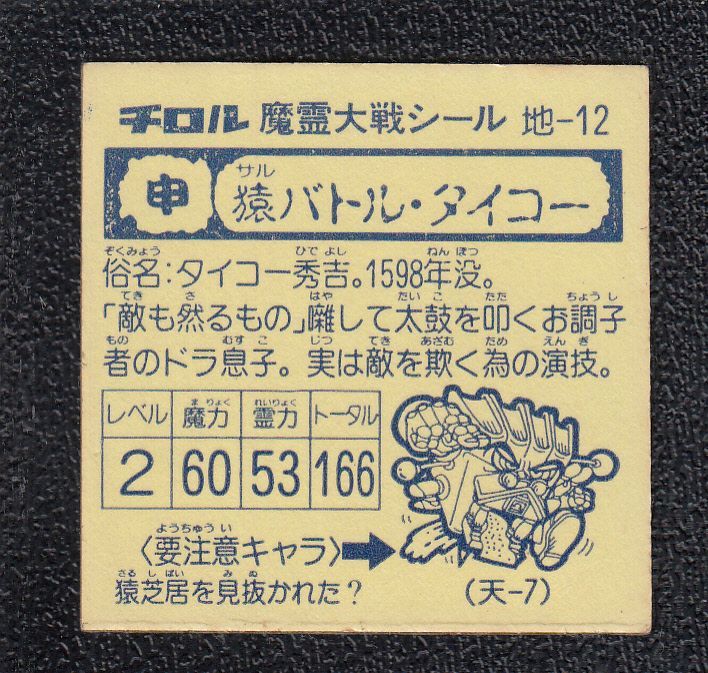 チロル 魔霊大戦シール 地-12
サル
申 猿バトル・タイコー
ぞくみょう ひでよし ねんぼつ
俗名:タイコー秀吉。1598年没。
てき さ はや たいこ たた ちょうし
「敵も然るもの」囃して太鼓を叩くお調子
もの むすこ じつ てき あざむ ため えんぎ
者のドラ息子。実は敵を欺く為の演技。
まりょく れいりょく
レベル 魔力 霊力 トータル
2 60 53 166
ようちゅうい
〈要注意キャラ〉
さるしばい みぬ
猿芝居を見抜かれた?
(天-7)